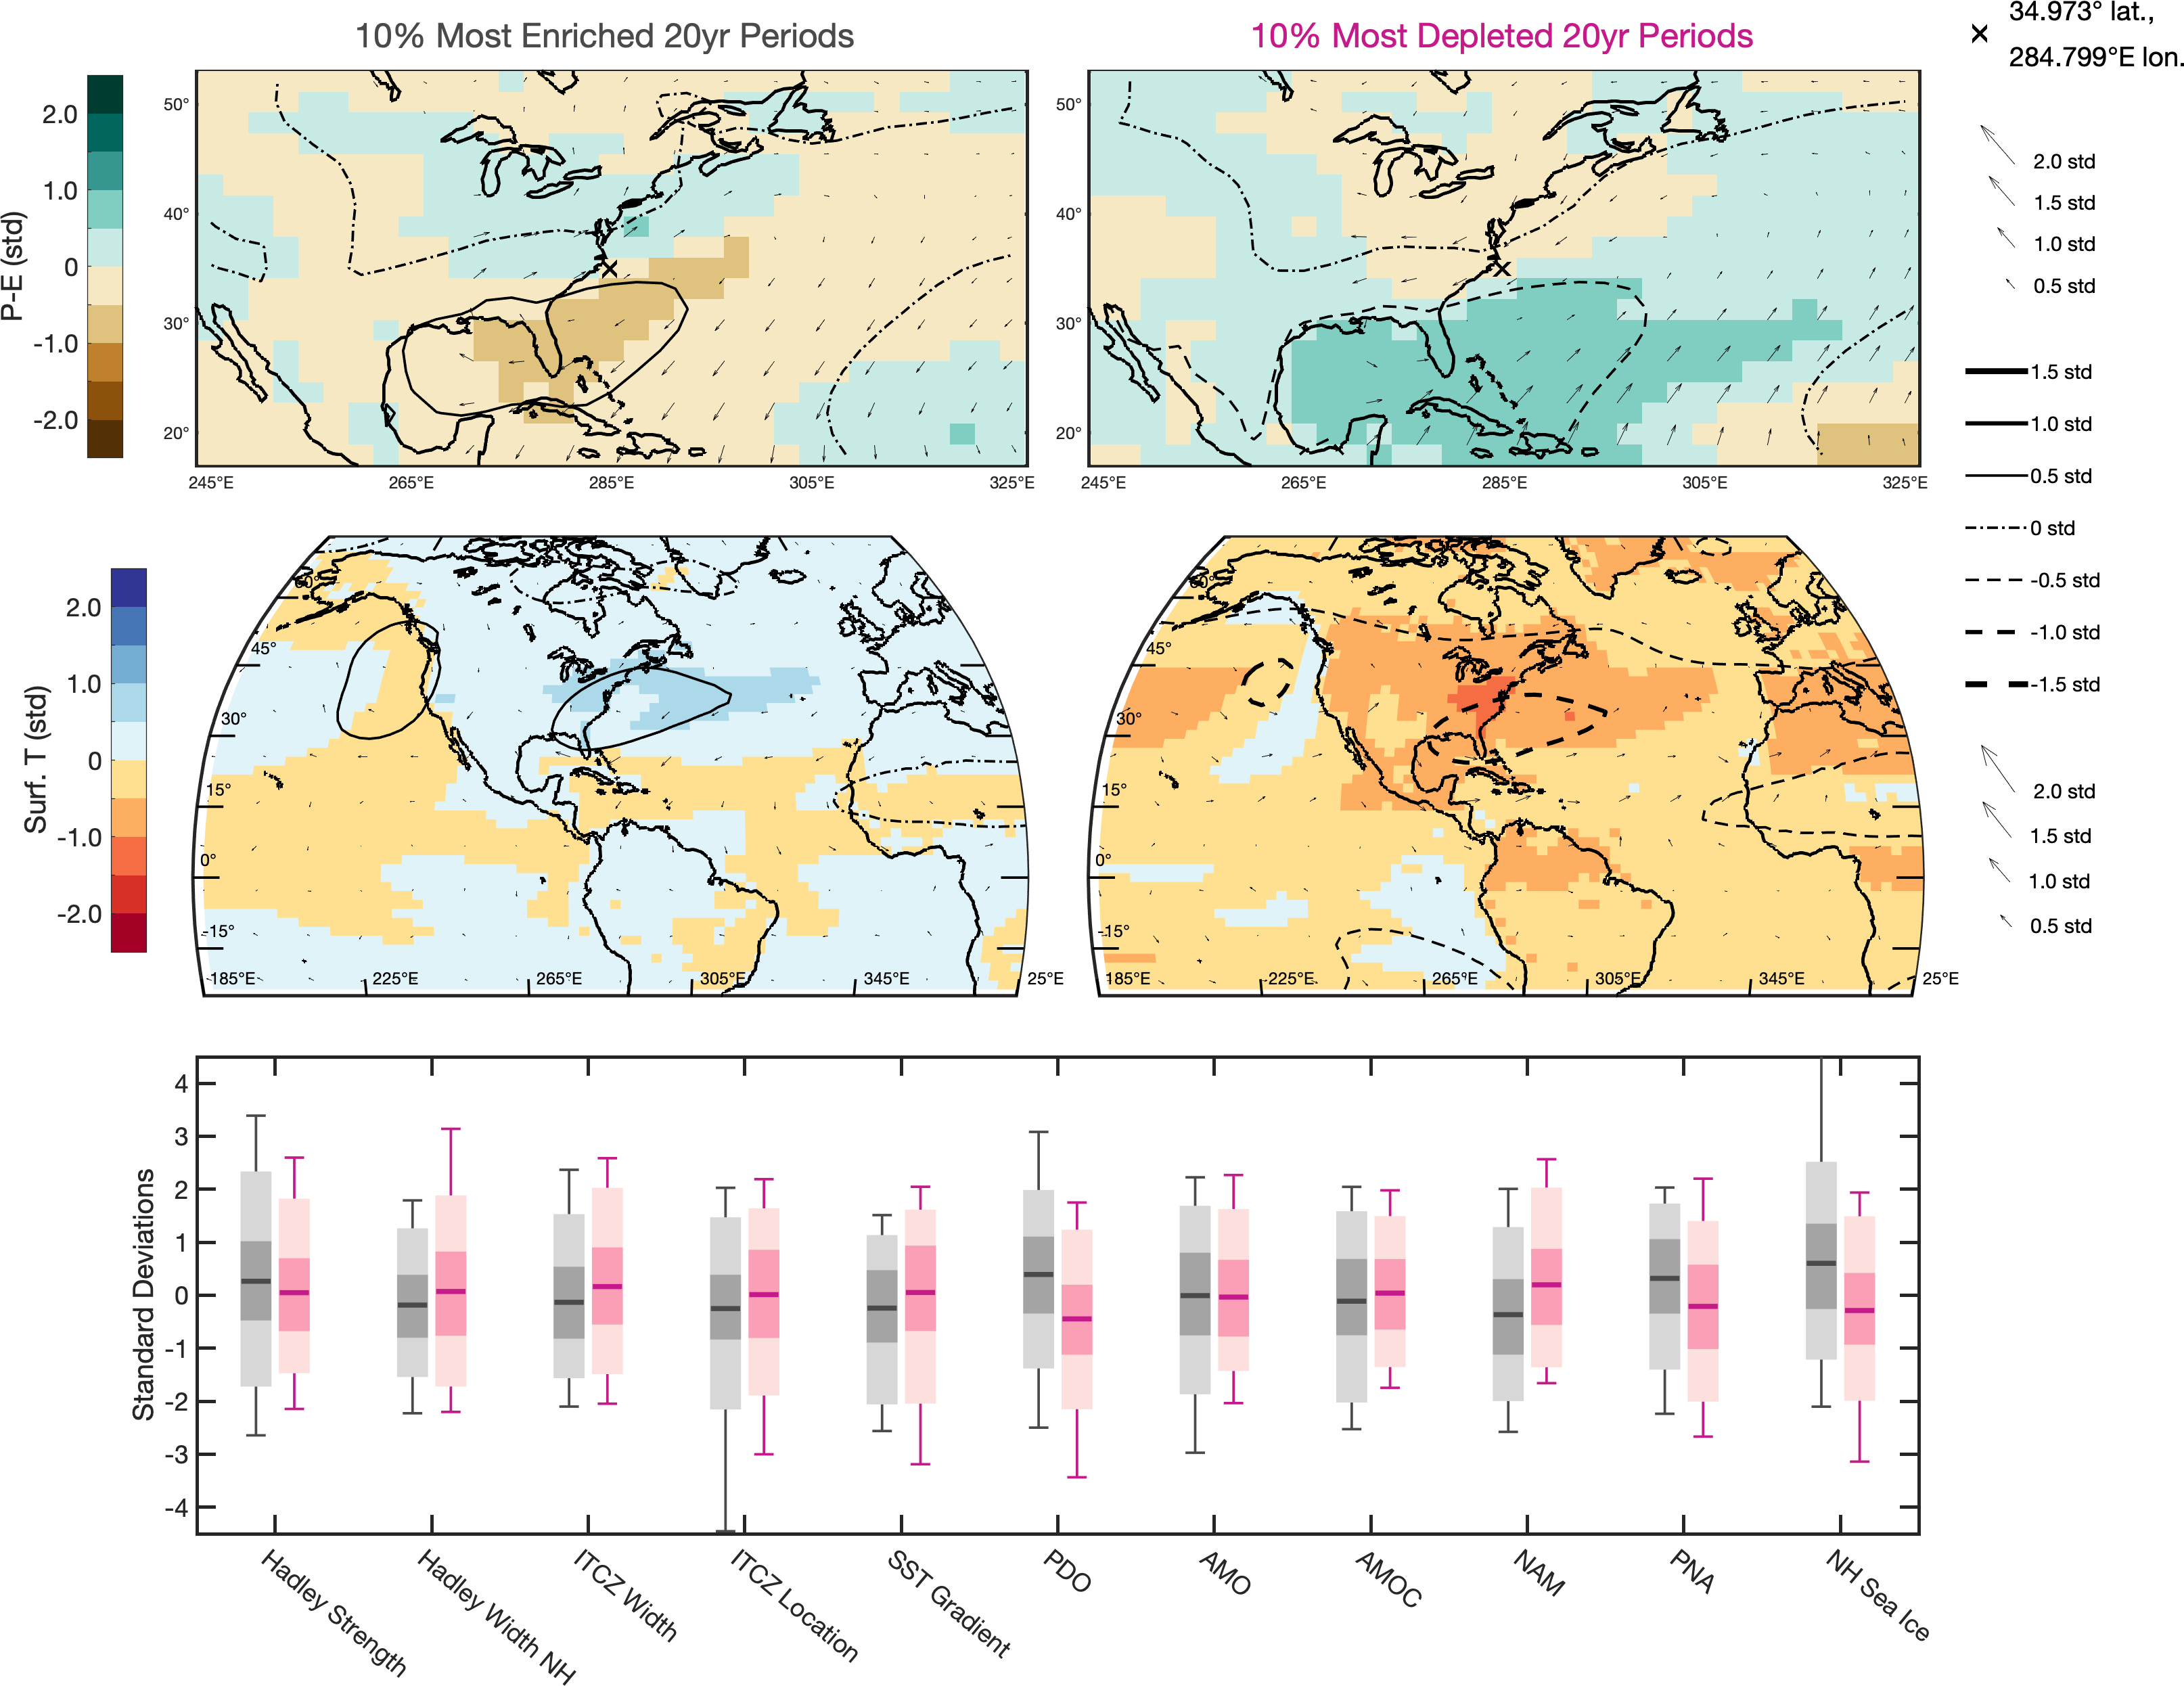 10% Most Enriched 20yr Periods
10% Most Depleted 20yr Periods
34.973° lat.,
284.799°E lon.
P-E (std)
2.0
1.0
0
-1.0
-2.0
50°
40°
30°
20°
245°E
265°E
285°E
305°E
325°E
50°
40°
30°
20°
245°E
265°E
285°E
305°E
325°E
2.0 std
1.5 std
1.0 std
0.5 std
1.5 std
1.0 std
0.5 std
0 std
-0.5 std
-1.0 std
-1.5 std
2.0 std
1.5 std
1.0 std
0.5 std
Surf. T (std)
2.0
1.0
0
-1.0
-2.0
60°
45°
30°
15°
0°
-15°
185°E
225°E
265°E
305°E
345°E
25°E
60°
45°
30°
15°
0°
-15°
185°E
225°E
265°E
305°E
345°E
25°E
Standard Deviations
4
3
2
1
0
-1
-2
-3
-4
Hadley Strength
Hadley Width NH
ITCZ Width
ITCZ Location
SST Gradient
PDO
AMO
AMOC
NAM
PNA
NH Sea Ice